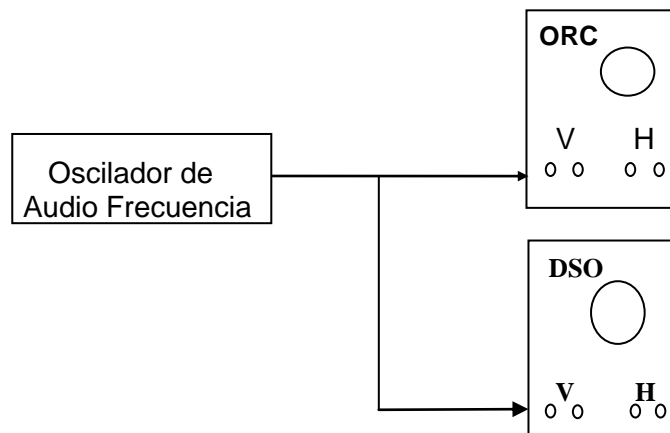 ORC
V H
Oscilador de
Audio Frecuencia
DSO
V H